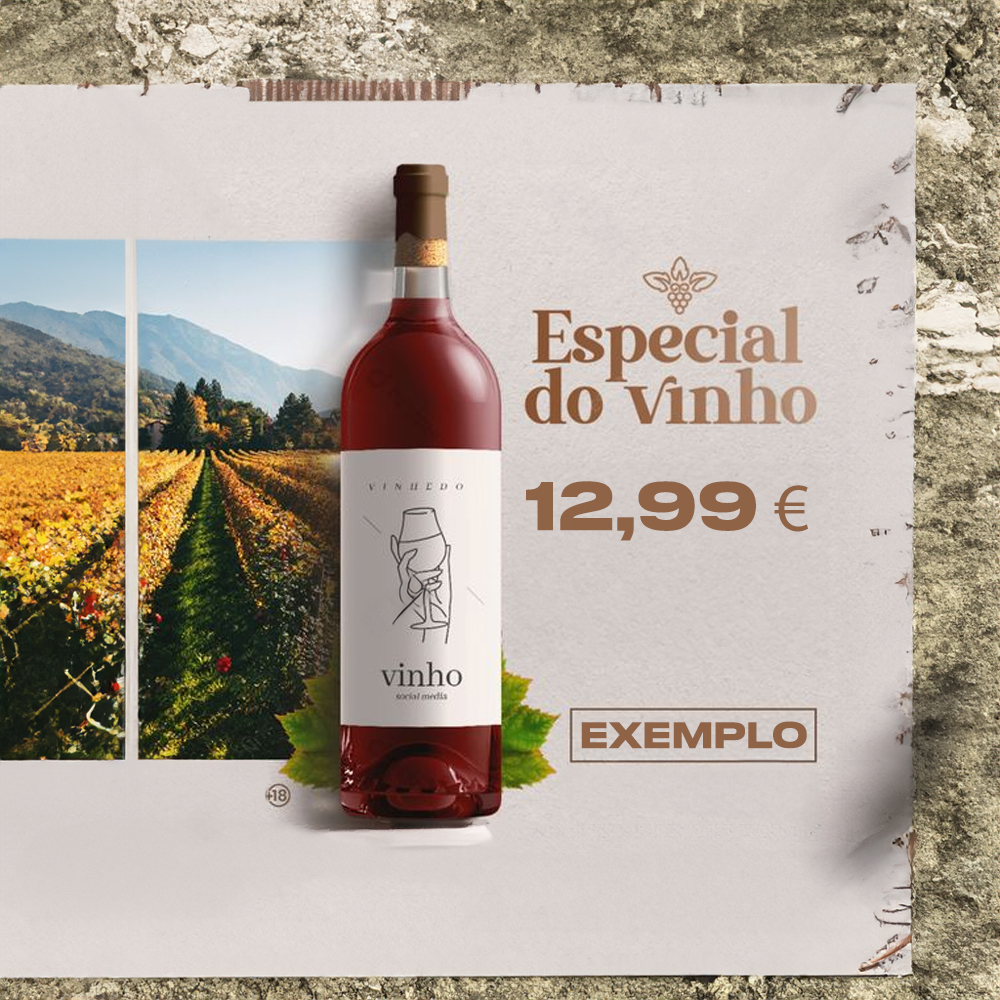 Especial
do vinho
12,99 €
VINHEDO
vinho
social media
EXEMPLO
+18